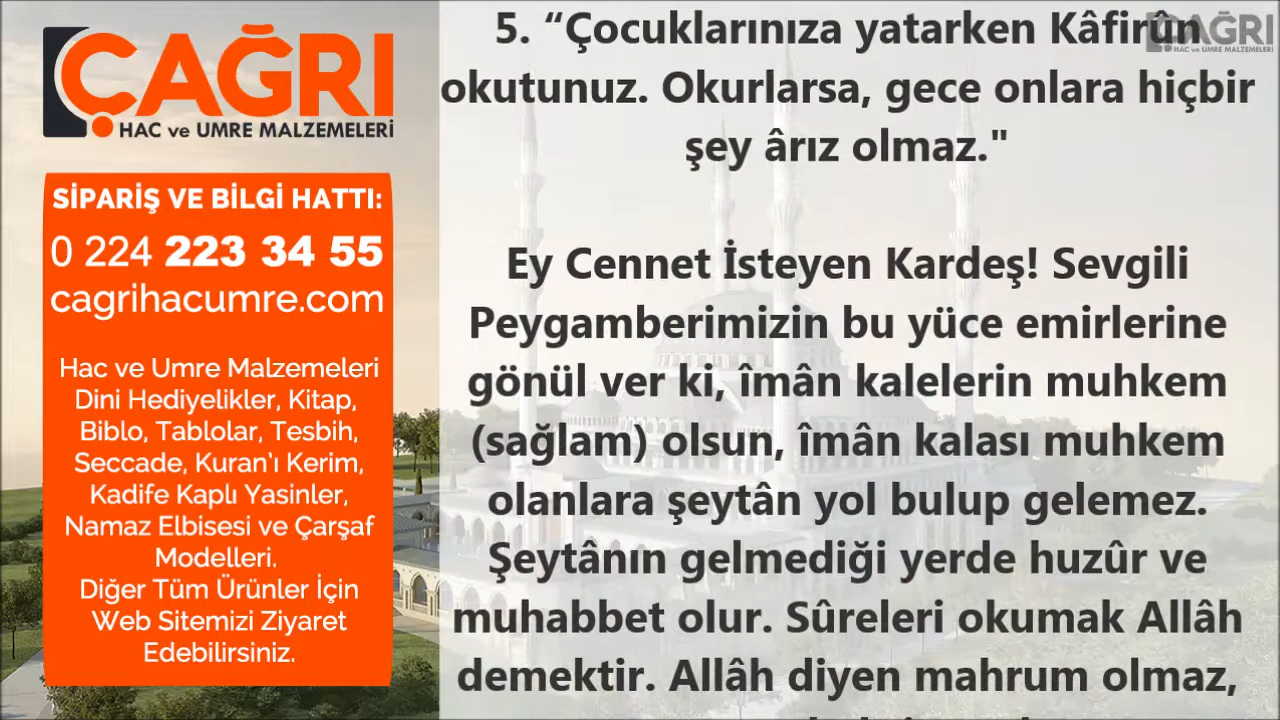 ÇAĞRI
HAC ve UMRE MALZEMELERİ
SİPARİŞ VE BİLGİ HATTI:
0 224 223 34 55
cagrihacumre.com
Hac ve Umre Malzemeleri
Dini Hediyelikler, Kitap,
Biblo, Tablolar, Tesbih,
Seccade, Kuran’ı Kerim,
Kadife Kaplı Yasinler,
Namaz Elbisesi ve Çarşaf
Modelleri.
Diğer Tüm Ürünler İçin
Web Sitemizi Ziyaret
Edebilirsiniz.
5. “Çocuklarınıza yatarken Kâfirûn
okutunuz. Okurlarsa, gece onlara hiçbir
şey ârız olmaz."
Ey Cennet İsteyen Kardeş! Sevgili
Peygamberimizin bu yüce emirlerine
gönül ver ki, îmân kalelerin muhkem
(sağlam) olsun, îmân kalası muhkem
olanlara şeytân yol bulup gelemez.
Şeytânın gelmediği yerde huzûr ve
muhabbet olur. Sûreleri okumak Allâh
demektir. Allâh diyen mahrum olmaz,
ÇAĞRI
HAC ve UMRE MALZEMELERİ